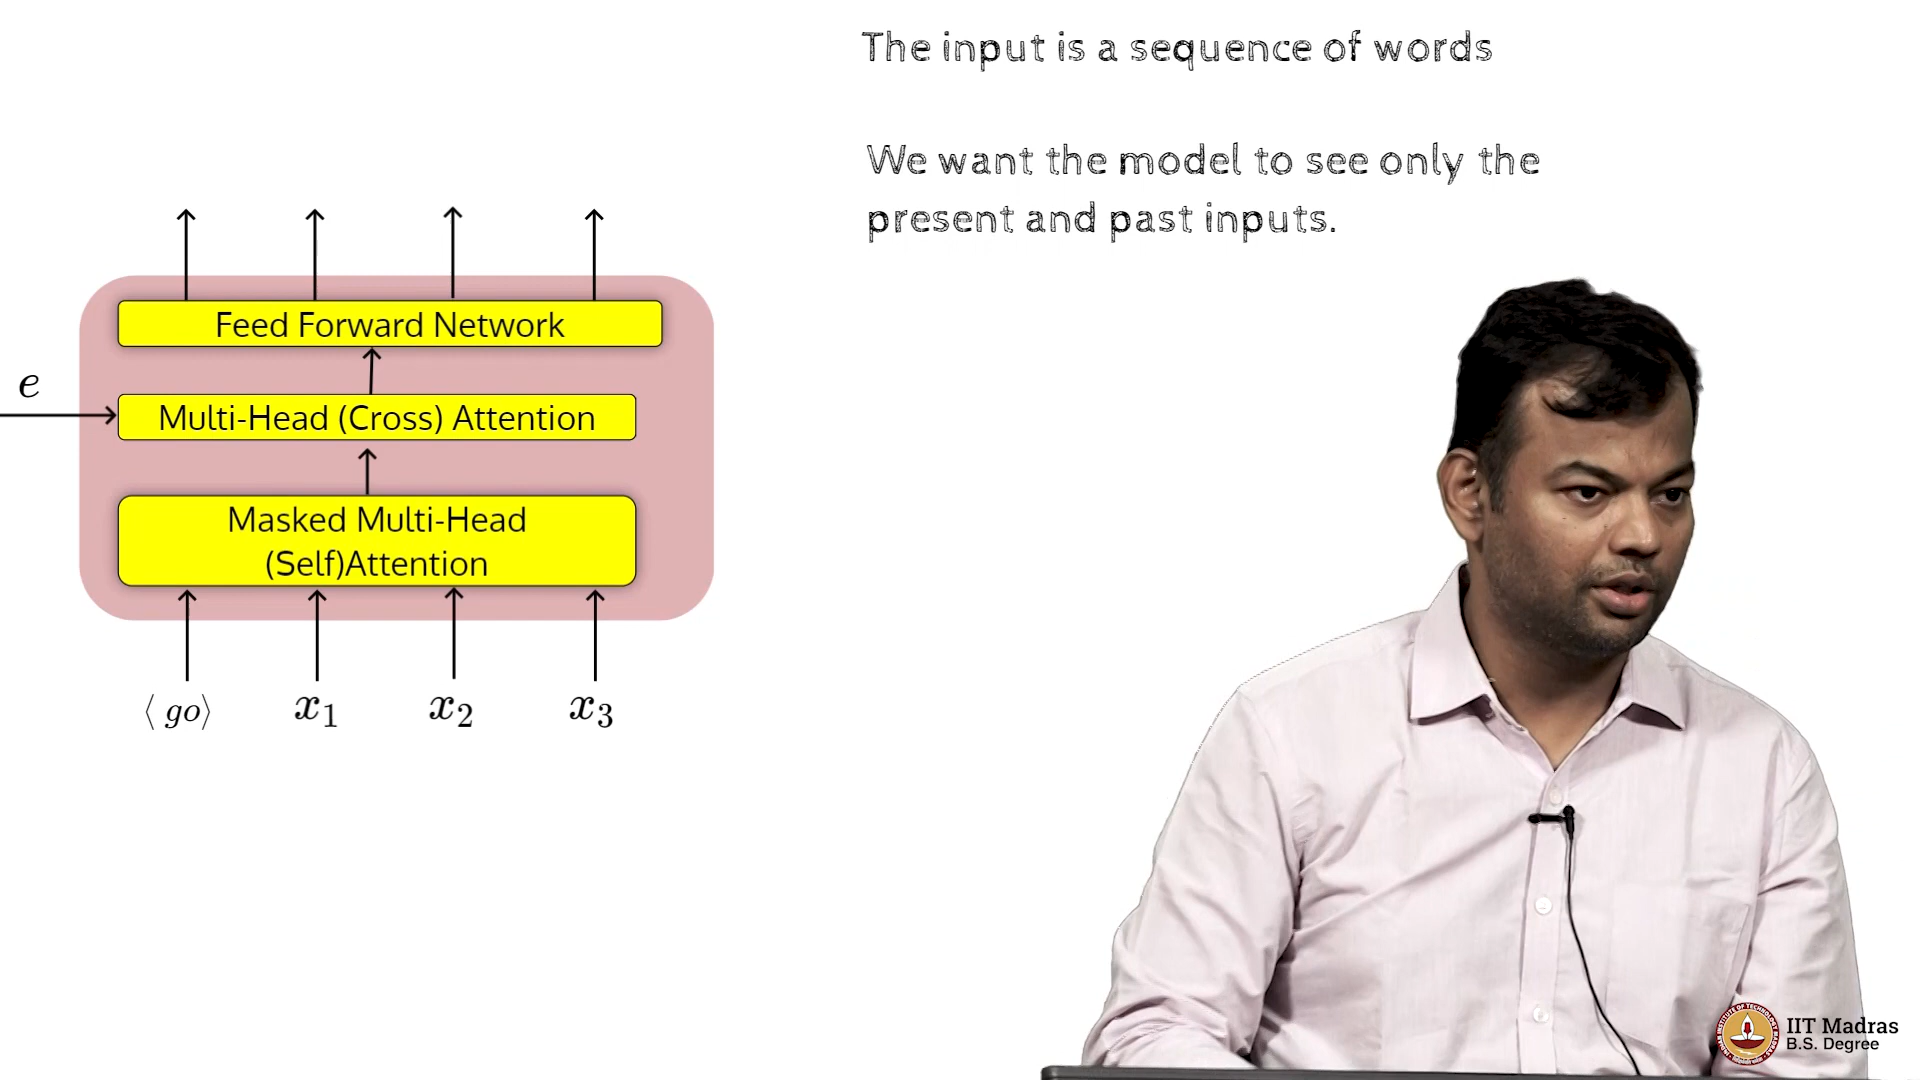 The input is a sequence of words
We want the model to see only the
present and past inputs.
Feed Forward Network
e
Multi-Head (Cross) Attention
Masked Multi-Head
(Self)Attention
⟨ go⟩ x₁ x₂ x₃
IIT Madras
B.S. Degree